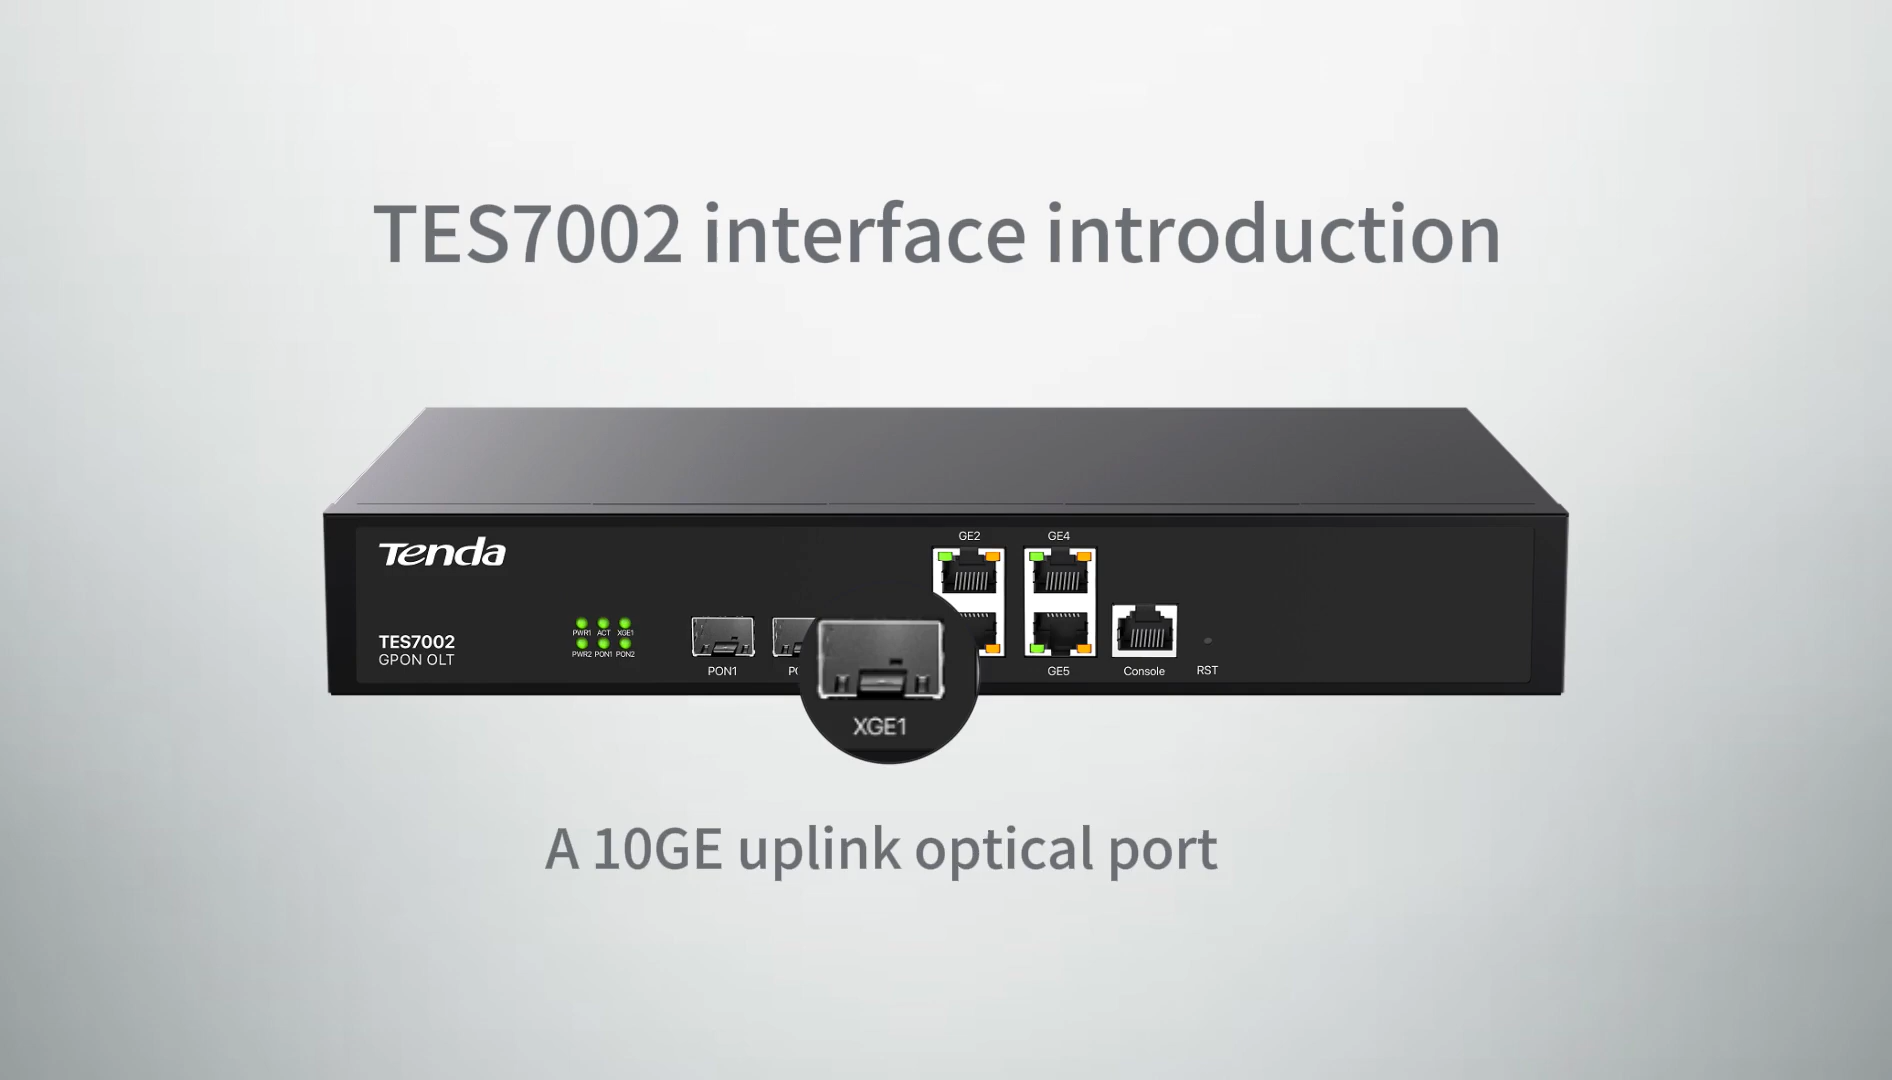 TES7002 interface introduction
GE2 GE4
Tenda
PWR1 ACT XGE1
TES7002
PWR2 PON1 PON2
GPON OLT
PON1 GE5 Console RST
XGE1
A 10GE uplink optical port